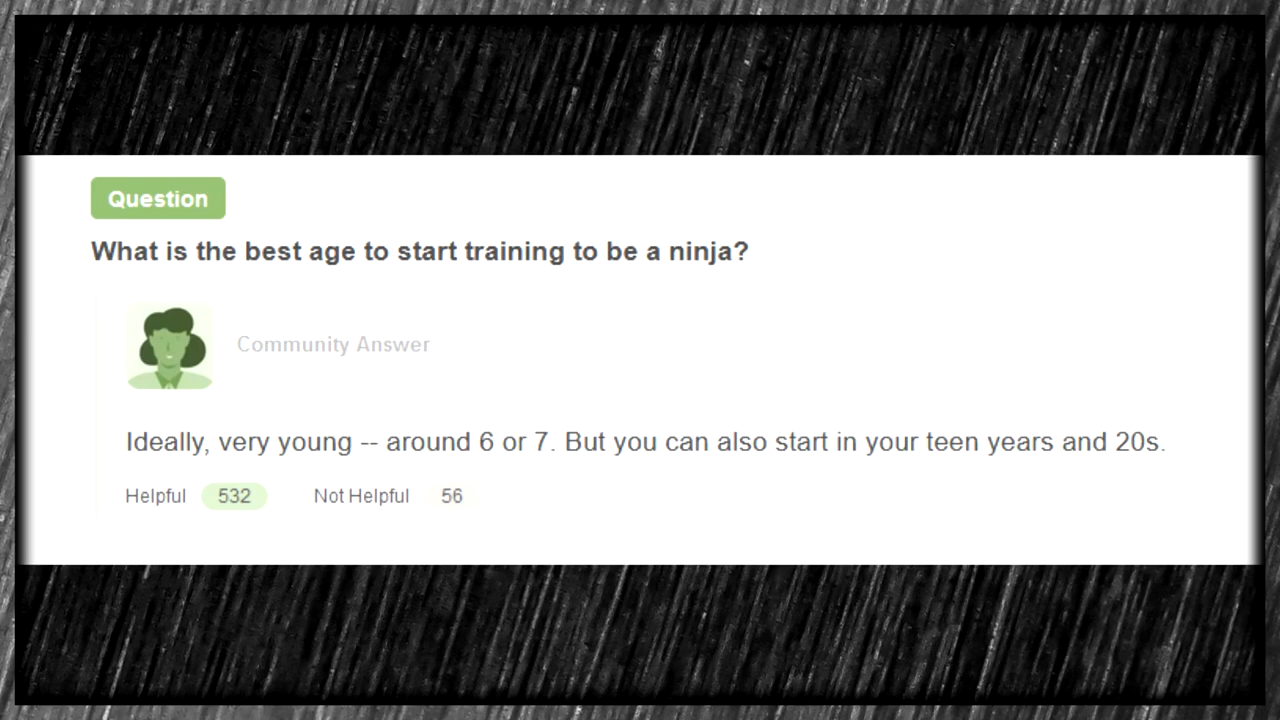 Question
What is the best age to start training to be a ninja?
Community Answer
Ideally, very young -- around 6 or 7. But you can also start in your teen years and 20s.
Helpful 532 Not Helpful 56